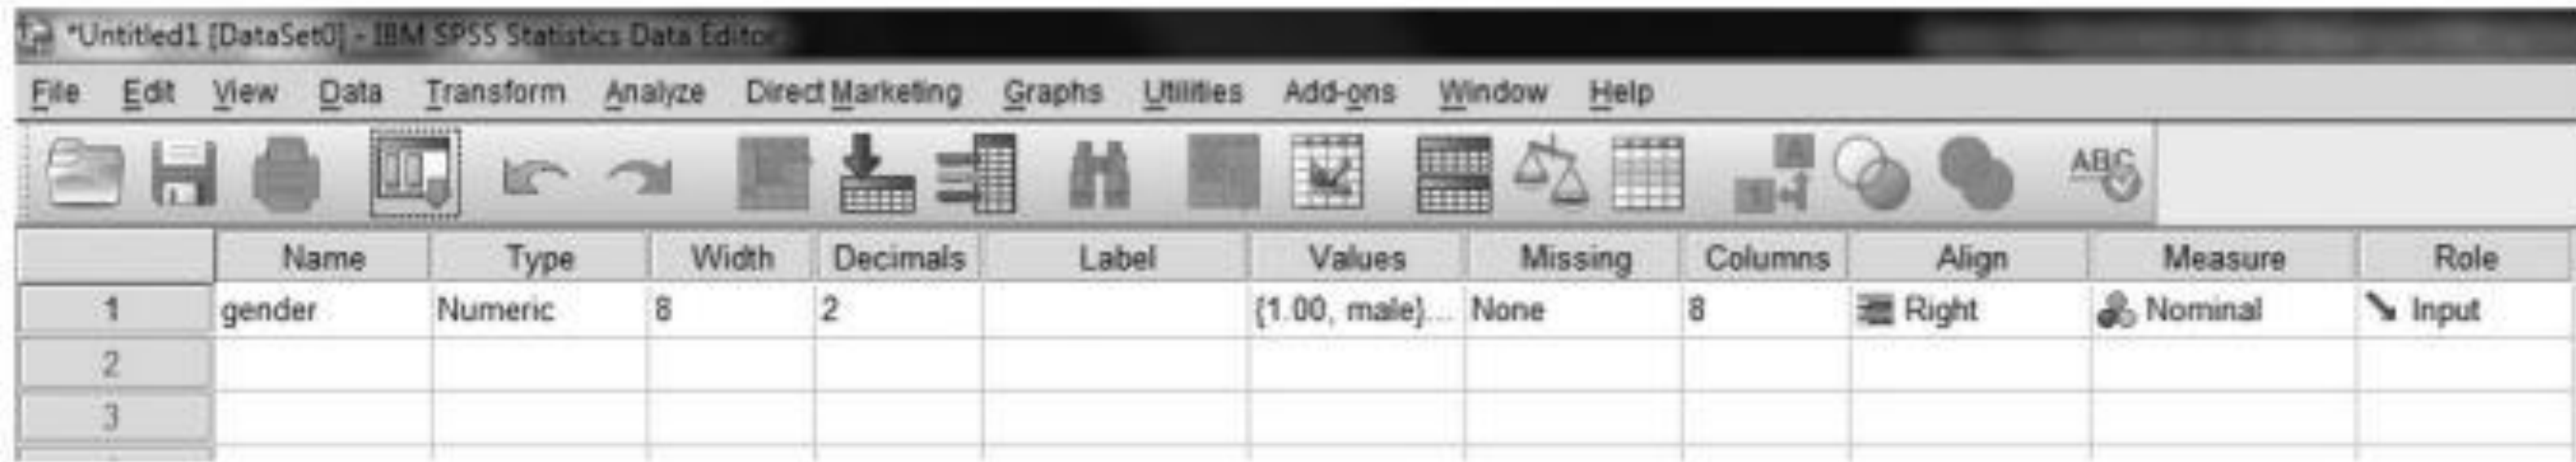 *Untitled1 [DataSet0] - IBM SPSS Statistics Data Editor
File Edit View Data Transform Analyze Direct Marketing Graphs Utilities Add-ons Window Help
A
1 4
ABC
Name Type Width Decimals Label Values Missing Columns Align Measure Role
1 gender Numeric 8 2 {1.00, male}... None 8 Right Nominal Input
2
3